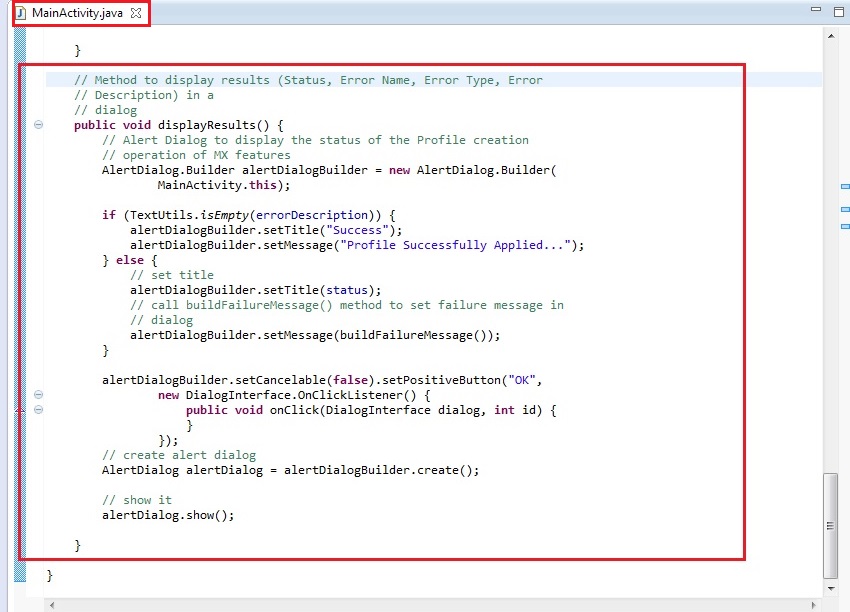 MainActivity.java
}
// Method to display results (Status, Error Name, Error Type, Error
// Description) in a
// dialog
public void displayResults() {
// Alert Dialog to display the status of the Profile creation
// operation of MX features
AlertDialog.Builder alertDialogBuilder = new AlertDialog.Builder(
MainActivity.this);
if (TextUtils.isEmpty(errorDescription)) {
alertDialogBuilder.setTitle("Success");
alertDialogBuilder.setMessage("Profile Successfully Applied...");
} else {
// set title
alertDialogBuilder.setTitle(status);
// call buildFailureMessage() method to set failure message in
// dialog
alertDialogBuilder.setMessage(buildFailureMessage());
}
alertDialogBuilder.setCancelable(false).setPositiveButton("OK",
new DialogInterface.OnClickListener() {
public void onClick(DialogInterface dialog, int id) {
}
});
// create alert dialog
AlertDialog alertDialog = alertDialogBuilder.create();
// show it
alertDialog.show();
}
}